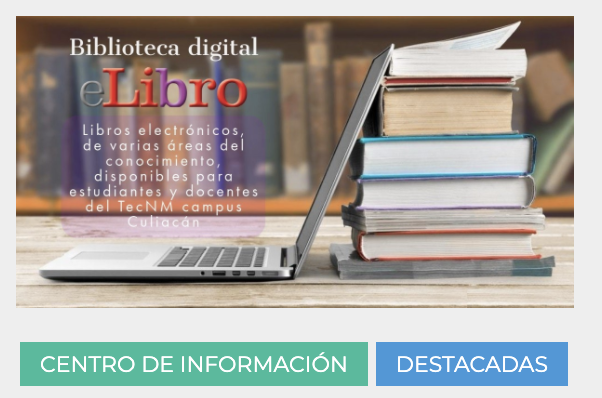 Biblioteca digital
eLibro
Libros electrónicos,
de varias áreas del
conocimiento,
disponibles para
estudiantes y docentes
del TecNM campus
Culiacán
CENTRO DE INFORMACIÓN
DESTACADAS